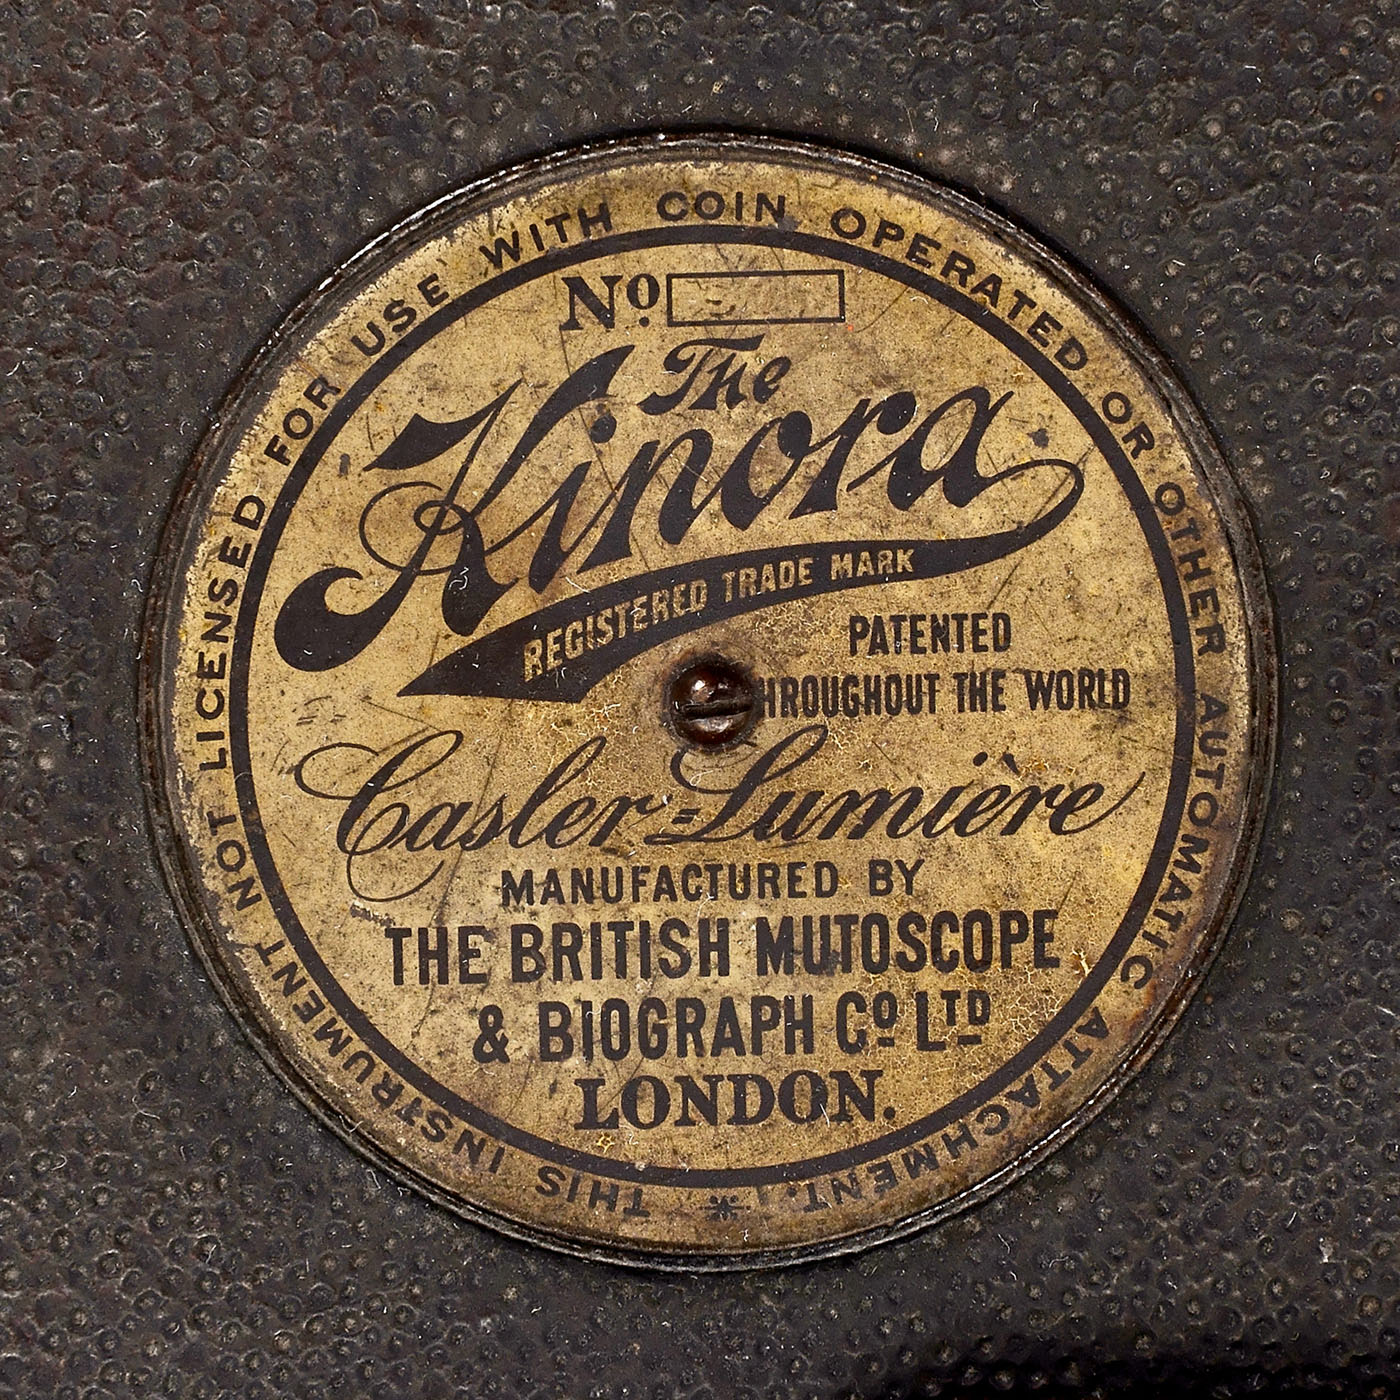 THIS INSTRUMENT NOT LICENSED FOR USE WITH COIN OPERATED OR OTHER AUTOMATIC ATTACHMENT.
No.
The
Kinora
REGISTERED TRADE MARK
PATENTED
THROUGHOUT THE WORLD
Casler=Lumière
MANUFACTURED BY
THE BRITISH MUTOSCOPE
& BIOGRAPH Co LTD
LONDON.